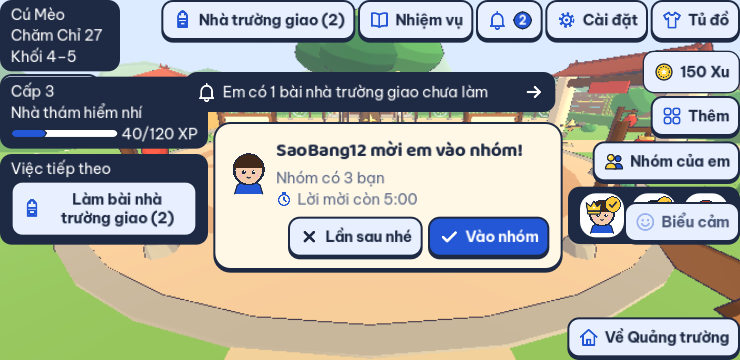 Cú Mèo
Chăm Chỉ 27
Khối 4–5
Nhà trường giao (2)
Nhiệm vụ
2
Cài đặt
Tủ đồ
Cấp 3
Nhà thám hiểm nhí
40/120 XP
Em có 1 bài nhà trường giao chưa làm
150 Xu
Thêm
Nhóm của em
Việc tiếp theo
Làm bài nhà
trường giao (2)
SaoBang12 mời em vào nhóm!
Nhóm có 3 bạn
Lời mời còn 5:00
Lần sau nhé
Vào nhóm
Biểu cảm
Về Quảng trường